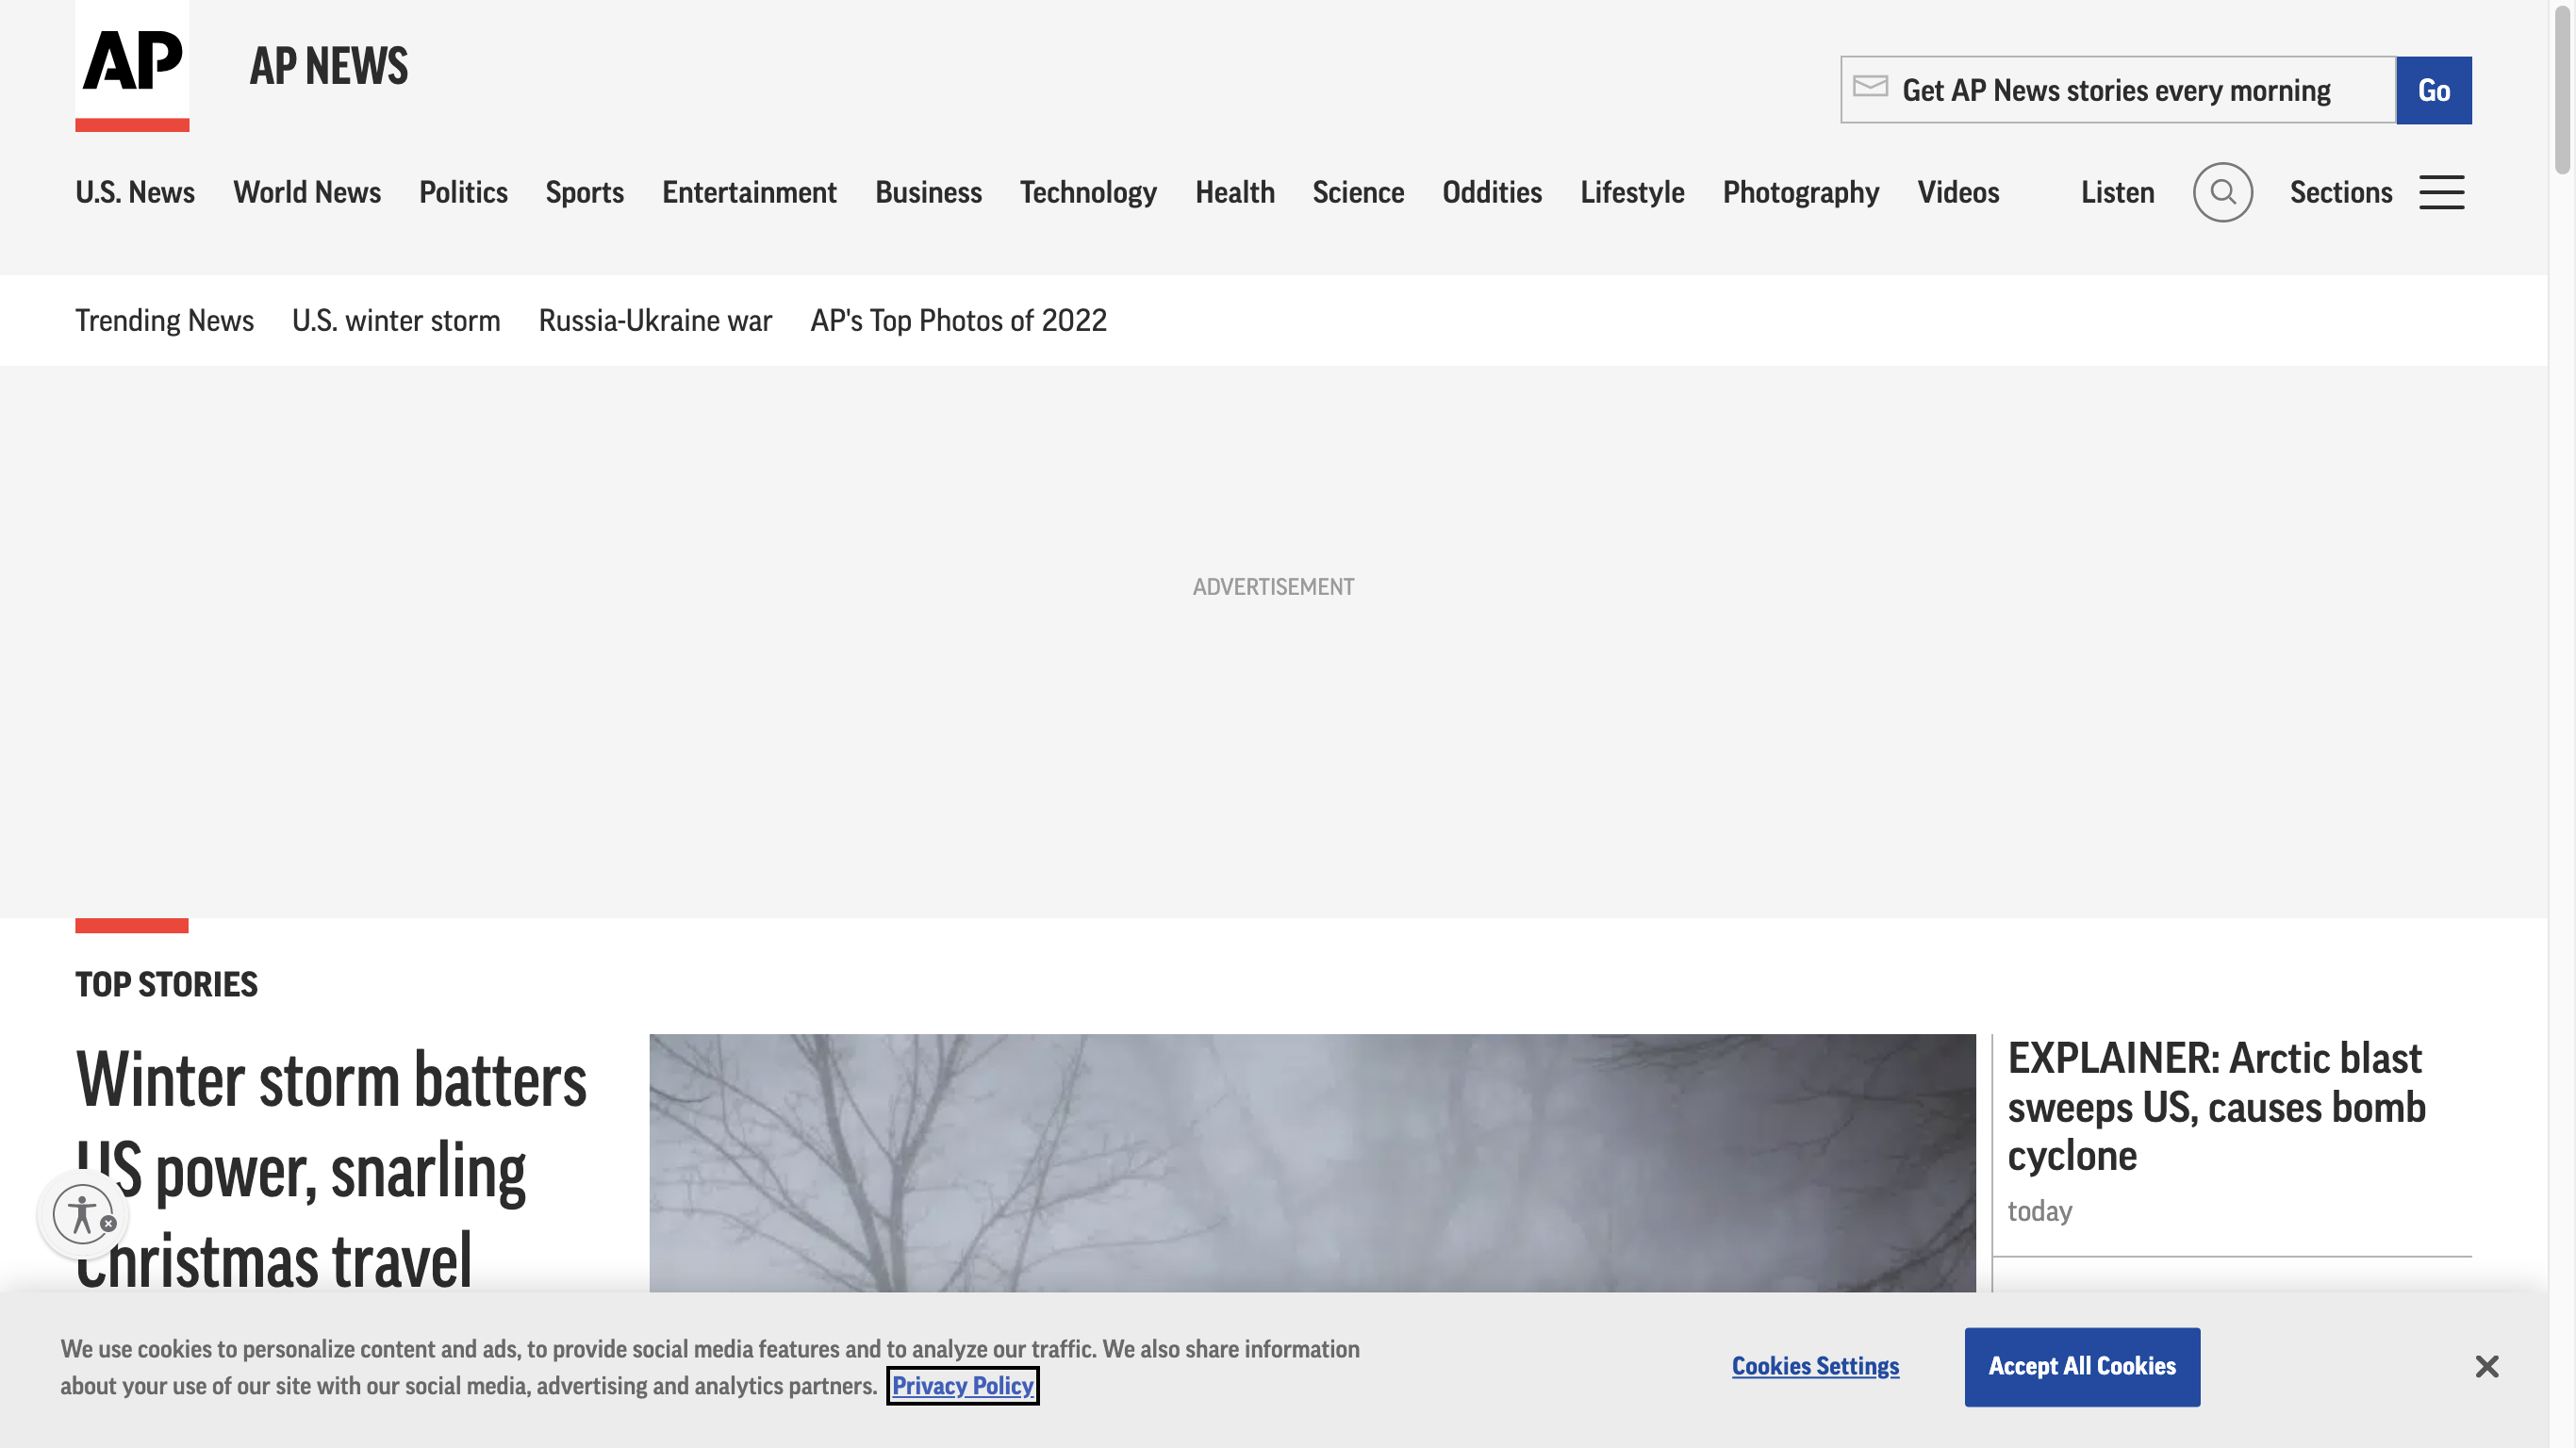 AP
AP NEWS
Get AP News stories every morning
Go
U.S. News
World News
Politics
Sports
Entertainment
Business
Technology
Health
Science
Oddities
Lifestyle
Photography
Videos
Listen
Sections
Trending News
U.S. winter storm
Russia-Ukraine war
AP's Top Photos of 2022
ADVERTISEMENT
TOP STORIES
Winter storm batters
US power, snarling
Christmas travel
EXPLAINER: Arctic blast
sweeps US, causes bomb
cyclone
today
We use cookies to personalize content and ads, to provide social media features and to analyze our traffic. We also share information
about your use of our site with our social media, advertising and analytics partners. Privacy Policy
Cookies Settings
Accept All Cookies